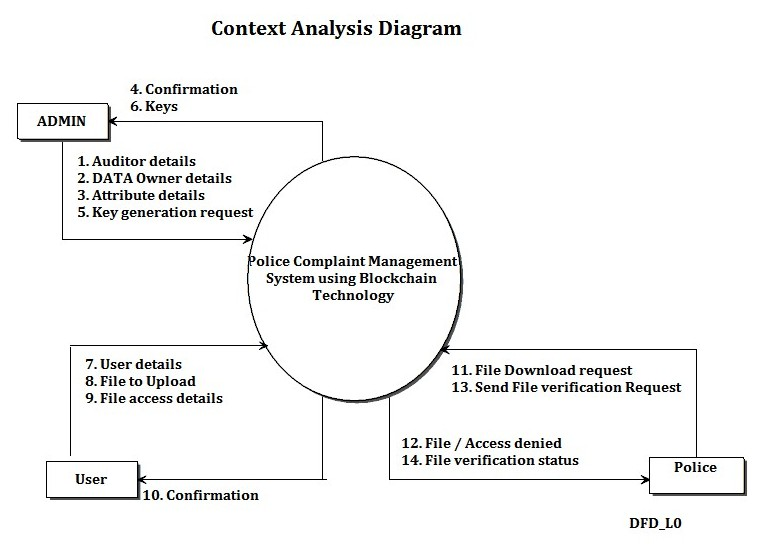 Context Analysis Diagram
4. Confirmation
6. Keys
ADMIN
1. Auditor details
2. DATA Owner details
3. Attribute details
5. Key generation request
Police Complaint Management
System using Blockchain
Technology
7. User details
8. File to Upload
9. File access details
11. File Download request
13. Send File verification Request
12. File / Access denied
14. File verification status
User
Police
10. Confirmation
DFD_L0